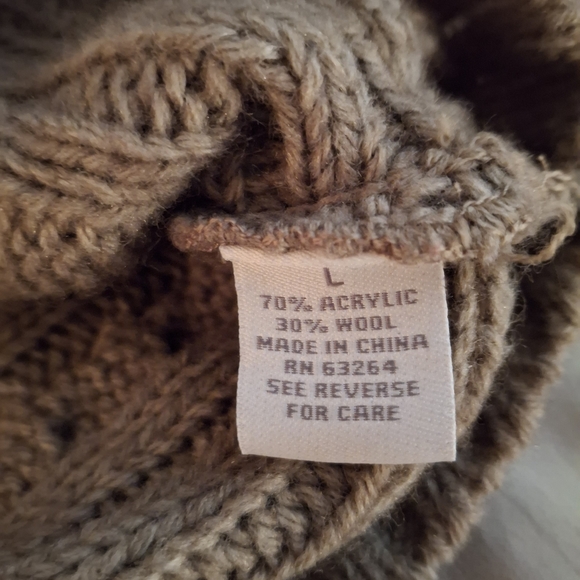 L
70% ACRYLIC
30% WOOL
MADE IN CHINA
RN 63264
SEE REVERSE
FOR CARE